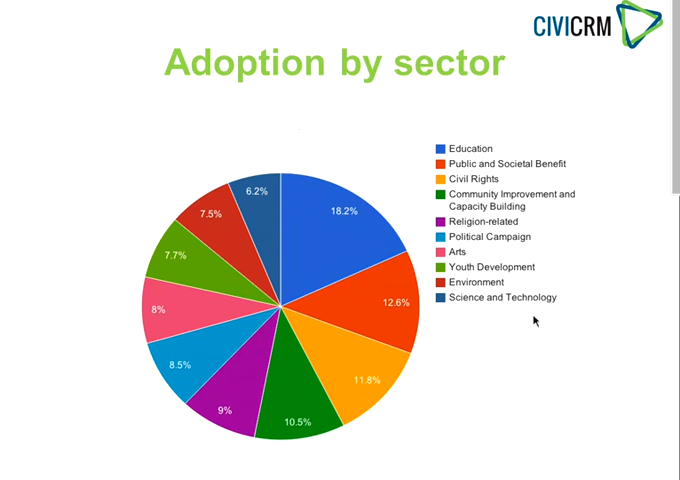 CIVICRM
Adoption by sector
Education
Public and Societal Benefit
Civil Rights
Community Improvement and
Capacity Building
Religion-related
Political Campaign
Arts
Youth Development
Environment
Science and Technology
6.2%
18.2%
7.5%
7.7%
12.6%
8%
8.5%
11.8%
9%
10.5%